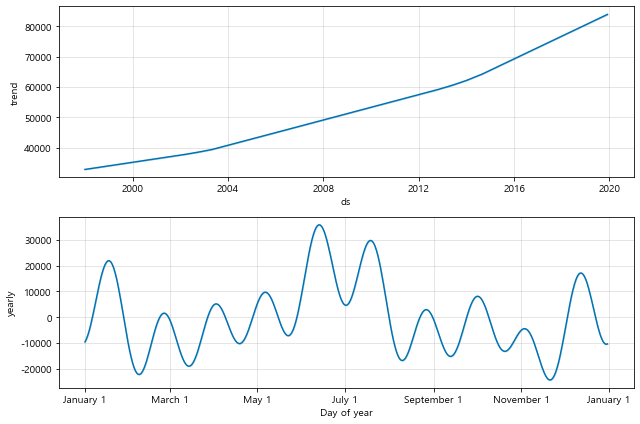 80000
70000
60000
50000
40000
trend
2000 2004 2008 2012 2016 2020
ds
30000
20000
10000
0
-10000
-20000
yearly
January 1 March 1 May 1 July 1 September 1 November 1 January 1
Day of year